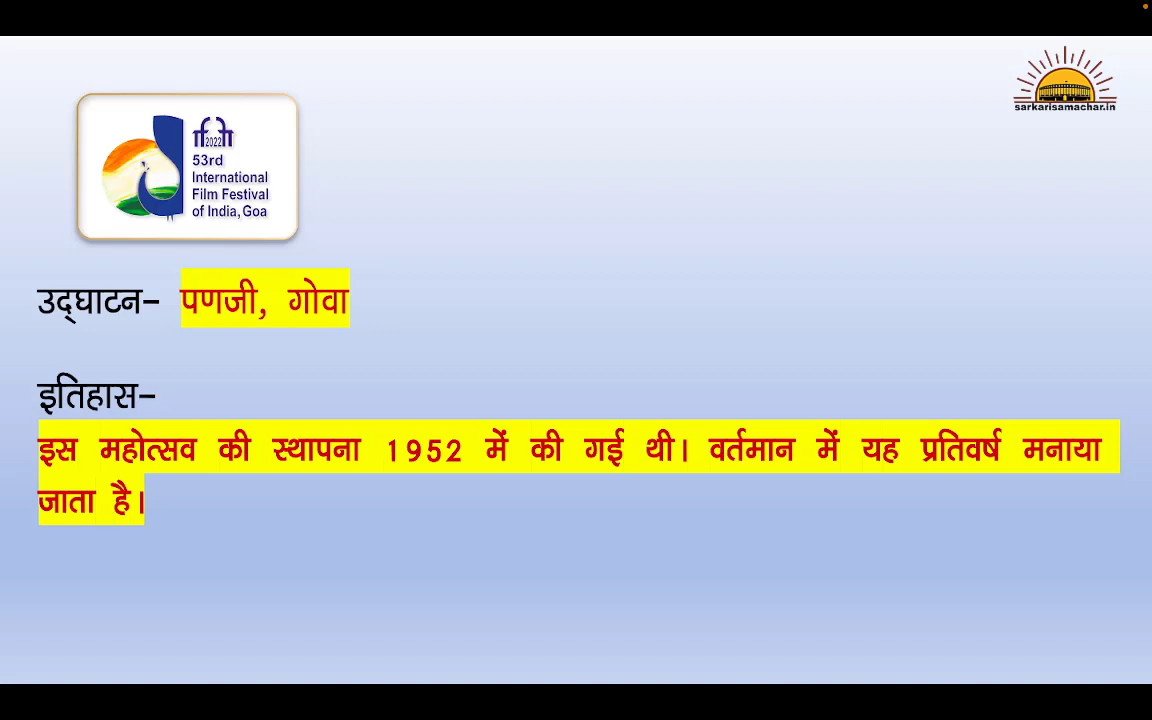 sarkarisamachar.in
2022
53rd
International
Film Festival
of India, Goa
उद्घाटन- पणजी, गोवा
इतिहास-
इस महोत्सव की स्थापना 1952 में की गई थी। वर्तमान में यह प्रतिवर्ष मनाया
जाता है।